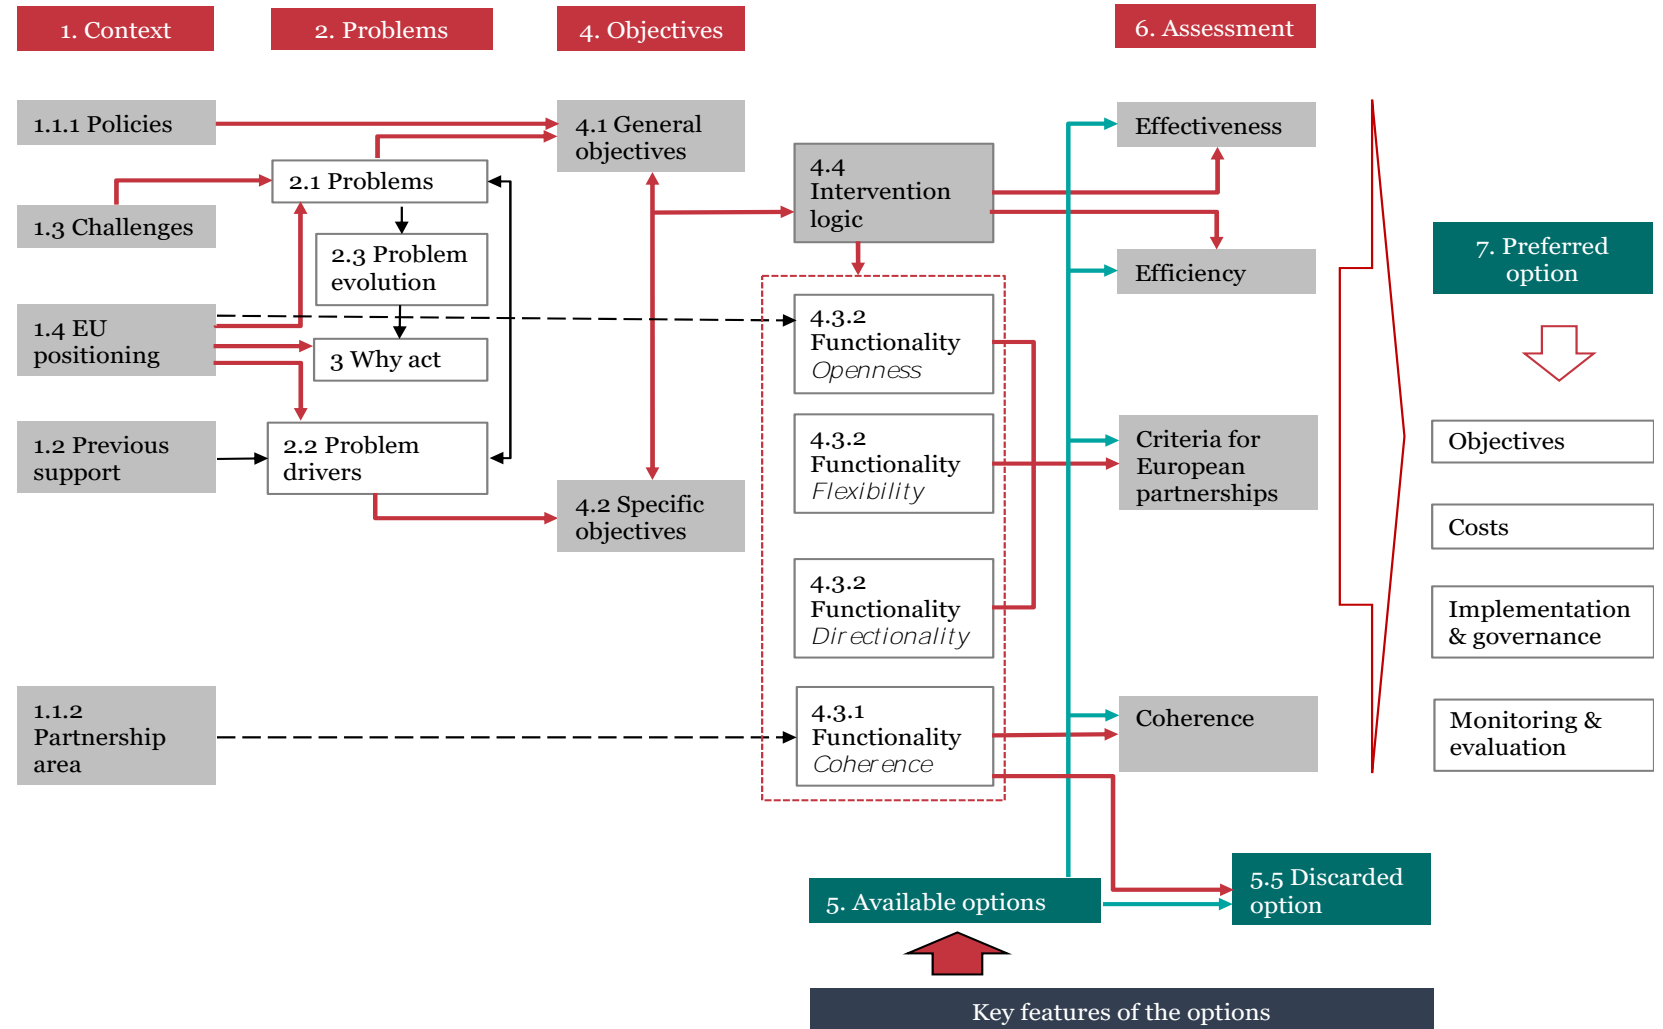 1. Context
2. Problems
4. Objectives
6. Assessment
1.1.1 Policies
1.3 Challenges
1.4 EU
positioning
1.2 Previous
support
1.1.2
Partnership
area
2.1 Problems
2.3 Problem
evolution
3 Why act
2.2 Problem
drivers
4.1 General
objectives
4.2 Specific
objectives
4.4
Intervention
logic
4.3.2
Functionality
Openness
4.3.2
Functionality
Flexibility
4.3.2
Functionality
Directionality
4.3.1
Functionality
Coherence
Effectiveness
Efficiency
Criteria for
European
partnerships
Coherence
7. Preferred
option
Objectives
Costs
Implementation
& governance
Monitoring &
evaluation
5. Available options
5.5 Discarded
option
Key features of the options